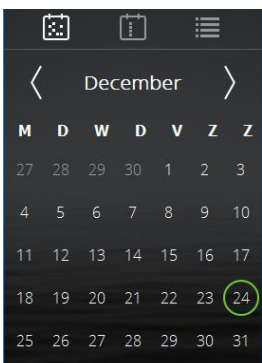 December
M D W D V Z Z
27 28 29 30 1 2 3
4 5 6 7 8 9 10
11 12 13 14 15 16 17
18 19 20 21 22 23 24
25 26 27 28 29 30 31